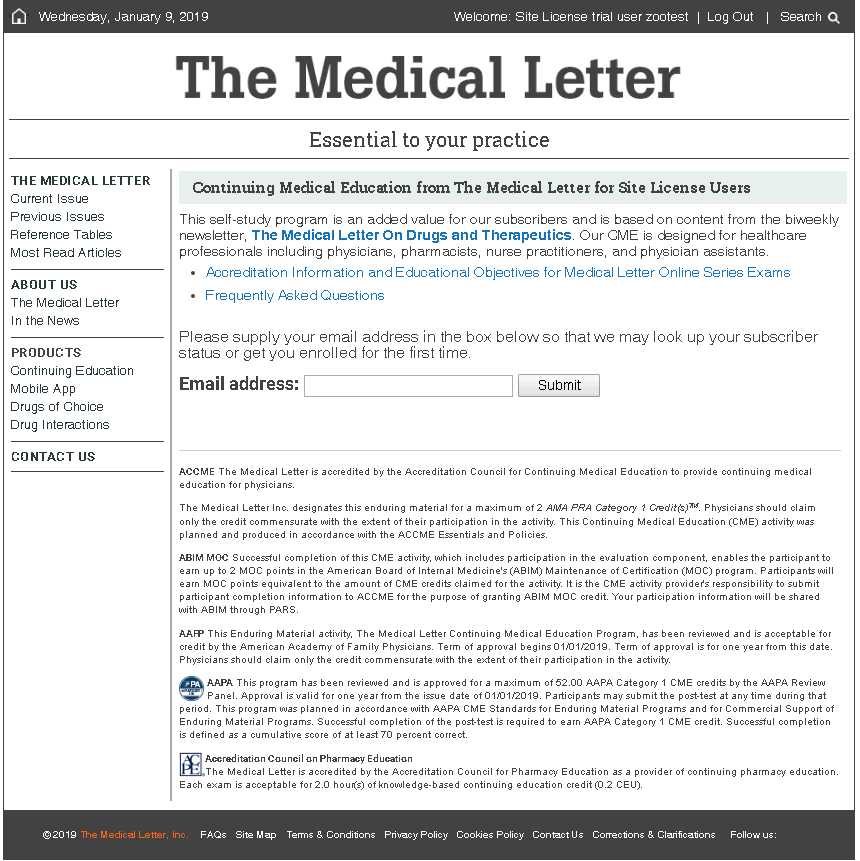 Wednesday, January 9, 2019
Welcome: Site License trial user zootest | Log Out | Search
The Medical Letter
Essential to your practice
THE MEDICAL LETTER
Current Issue
Previous Issues
Reference Tables
Most Read Articles
ABOUT US
The Medical Letter
In the News
PRODUCTS
Continuing Education
Mobile App
Drugs of Choice
Drug Interactions
CONTACT US
Continuing Medical Education from The Medical Letter for Site License Users
This self-study program is an added value for our subscribers and is based on content from the biweekly
newsletter, The Medical Letter On Drugs and Therapeutics. Our CME is designed for healthcare
professionals including physicians, pharmacists, nurse practitioners, and physician assistants.
• Accreditation Information and Educational Objectives for Medical Letter Online Series Exams
• Frequently Asked Questions
Please supply your email address in the box below so that we may look up your subscriber
status or get you enrolled for the first time.
Email address: Submit
ACCME The Medical Letter is accredited by the Accreditation Council for Continuing Medical Education to provide continuing medical
education for physicians.
The Medical Letter Inc. designates this enduring material for a maximum of 2 AMA PRA Category 1 Credit(s)™. Physicians should claim
only the credit commensurate with the extent of their participation in the activity. This Continuing Medical Education (CME) activity was
planned and produced in accordance with the ACCME Essentials and Policies.
ABIM MOC Successful completion of this CME activity, which includes participation in the evaluation component, enables the participant to
earn up to 2 MOC points in the American Board of Internal Medicine's (ABIM) Maintenance of Certification (MOC) program. Participants will
earn MOC points equivalent to the amount of CME credits claimed for the activity. It is the CME activity provider's responsibility to submit
participant completion information to ACCME for the purpose of granting ABIM MOC credit. Your participation information will be shared
with ABIM through PARS.
AAFP This Enduring Material activity, The Medical Letter Continuing Medical Education Program, has been reviewed and is acceptable for
credit by the American Academy of Family Physicians. Term of approval begins 01/01/2019. Term of approval is for one year from this date.
Physicians should claim only the credit commensurate with the extent of their participation in the activity.
AAPA This program has been reviewed and is approved for a maximum of 52.00 AAPA Category 1 CME credits by the AAPA Review
Panel. Approval is valid for one year from the issue date of 01/01/2019. Participants may submit the post-test at any time during that
period. This program was planned in accordance with AAPA CME Standards for Enduring Material Programs and for Commercial Support of
Enduring Material Programs. Successful completion of the post-test is required to earn AAPA Category 1 CME credit. Successful completion
is defined as a cumulative score of at least 70 percent correct.
Accreditation Council on Pharmacy Education
The Medical Letter is accredited by the Accreditation Council for Pharmacy Education as a provider of continuing pharmacy education.
Each exam is acceptable for 2.0 hour(s) of knowledge-based continuing education credit (0.2 CEU).
©2019 The Medical Letter, Inc. FAQs Site Map Terms & Conditions Privacy Policy Cookies Policy Contact Us Corrections & Clarifications Follow us: